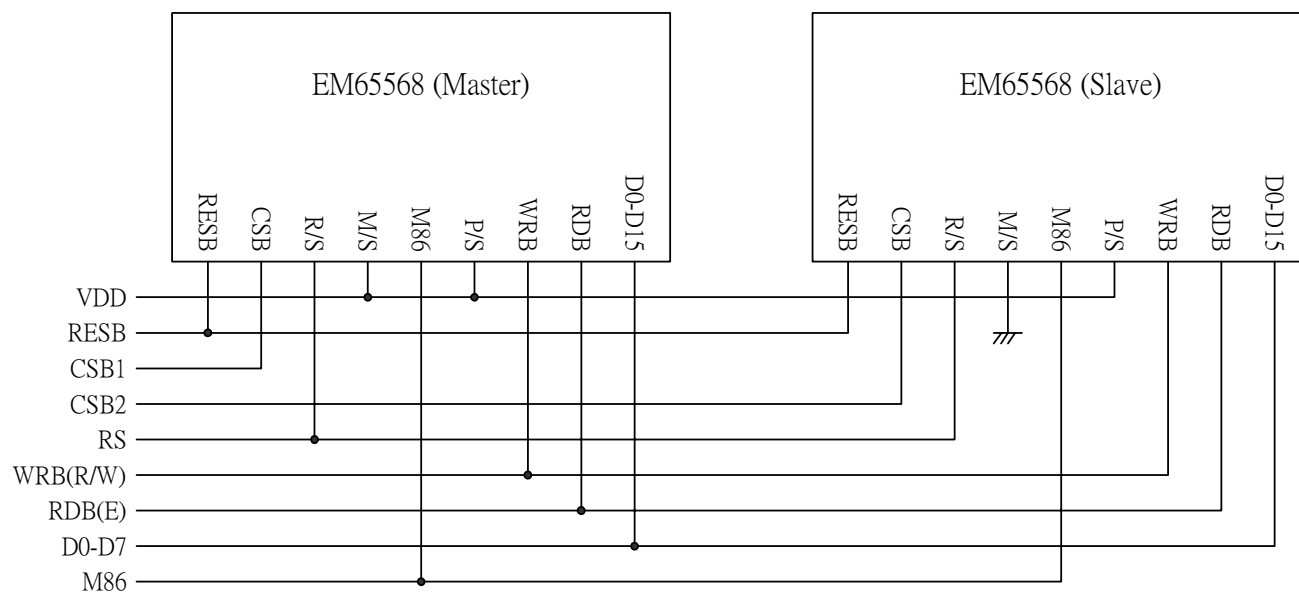 EM65568 (Master)
EM65568 (Slave)
RESB
CSB
R/S
M/S
M86
P/S
WRB
RDB
D0-D15
RESB
CSB
R/S
M/S
M86
P/S
WRB
RDB
D0-D15
VDD
RESB
CSB1
CSB2
RS
WRB(R/W)
RDB(E)
D0-D7
M86